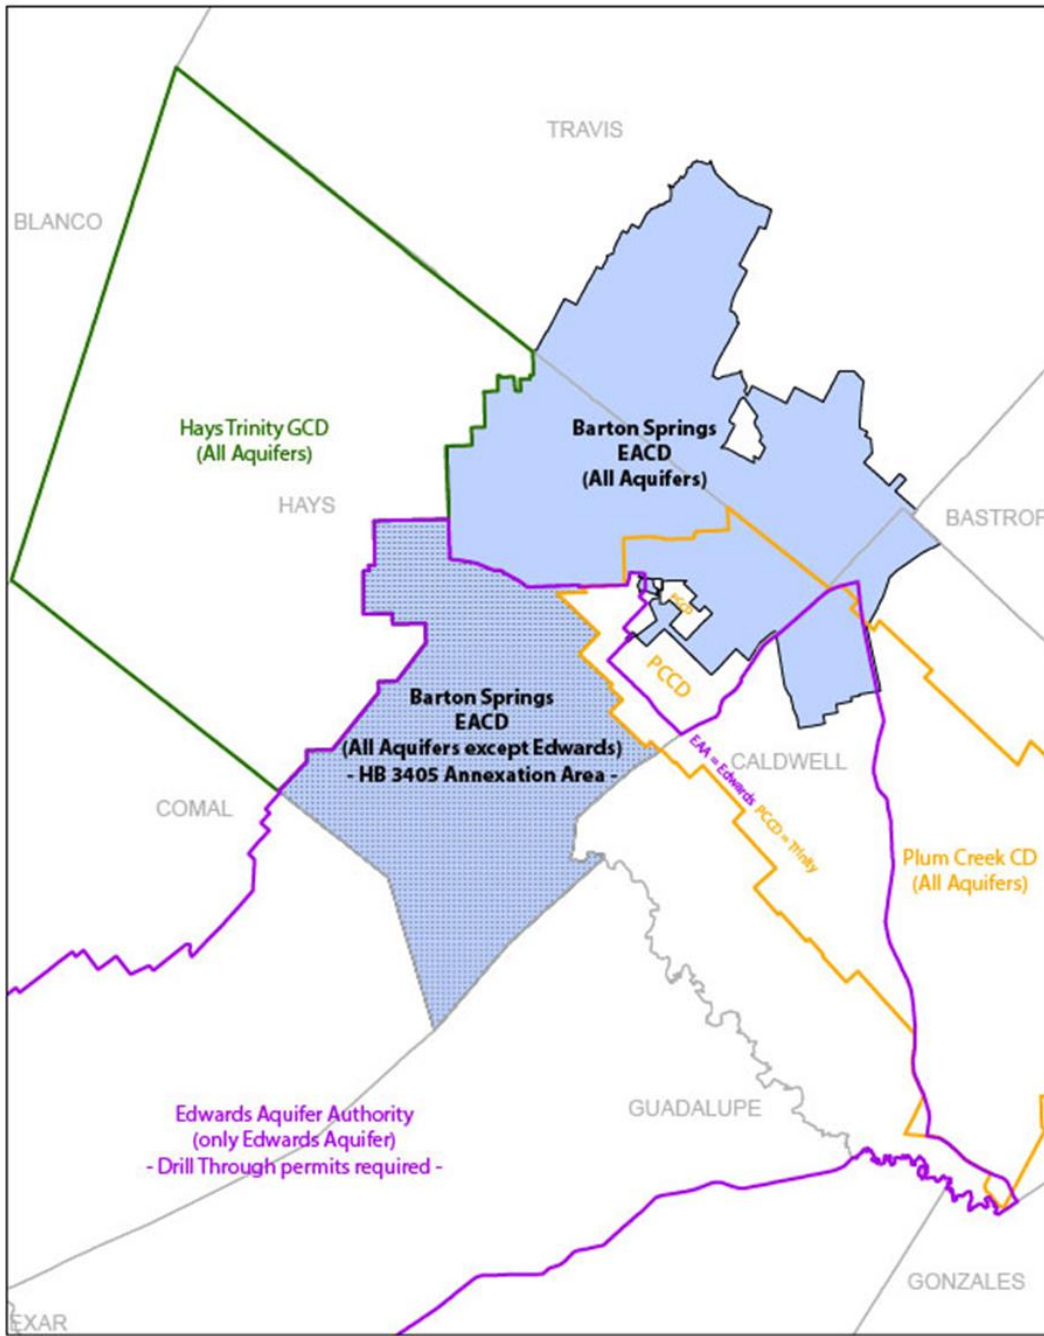 TRAVIS
BLANCO
Hays Trinity GCD
(All Aquifers)
Barton Springs
EACD
(All Aquifers)
HAYS
BASTROP
PCCD
PCCD
Barton Springs
EACD
(All Aquifers except Edwards)
- HB 3405 Annexation Area -
EAA = Edwards PCCD = Trinity
CALDWELL
COMAL
Plum Creek CD
(All Aquifers)
Edwards Aquifer Authority
(only Edwards Aquifer)
- Drill Through permits required -
GUADALUPE
GONZALES
EXAR